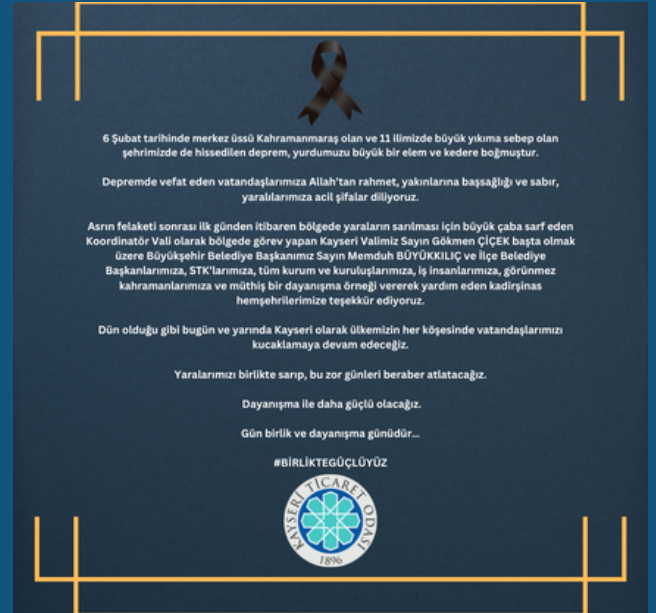 6 Şubat tarihinde merkez üssü Kahramanmaraş olan ve 11 ilimizde büyük yıkıma sebep olan
şehrimizde de hissedilen deprem, yurdumuzu büyük bir elem ve kedere boğmuştur.
Depremde vefat eden vatandaşlarımıza Allah'tan rahmet, yakınlarına başsağlığı ve sabır,
yaralılarımıza acil şifalar diliyoruz.
Asrın felaketi sonrası ilk günden itibaren bölgede yaraların sarılması için büyük çaba sarf eden
Koordinatör Vali olarak bölgede görev yapan Kayseri Valimiz Sayın Gökmen ÇİÇEK başta olmak
üzere Büyükşehir Belediye Başkanımız Sayın Memduh BÜYÜKKILIÇ ve İlçe Belediye
Başkanlarımıza, STK'larımıza, tüm kurum ve kuruluşlarımıza, iş insanlarımıza, görünmez
kahramanlarımıza ve müthiş bir dayanışma örneği vererek yardım eden kadirşinas
hemşehrilerimize teşekkür ediyoruz.
Dün olduğu gibi bugün ve yarında Kayseri olarak ülkemizin her köşesinde vatandaşlarımızı
kucaklamaya devam edeceğiz.
Yaralarımızı birlikte sarıp, bu zor günleri beraber atlatacağız.
Dayanışma ile daha güçlü olacağız.
Gün birlik ve dayanışma günüdür...
#BİRLİKTEGÜÇLÜYÜZ
KAYSERİ TİCARET ODASI
1896